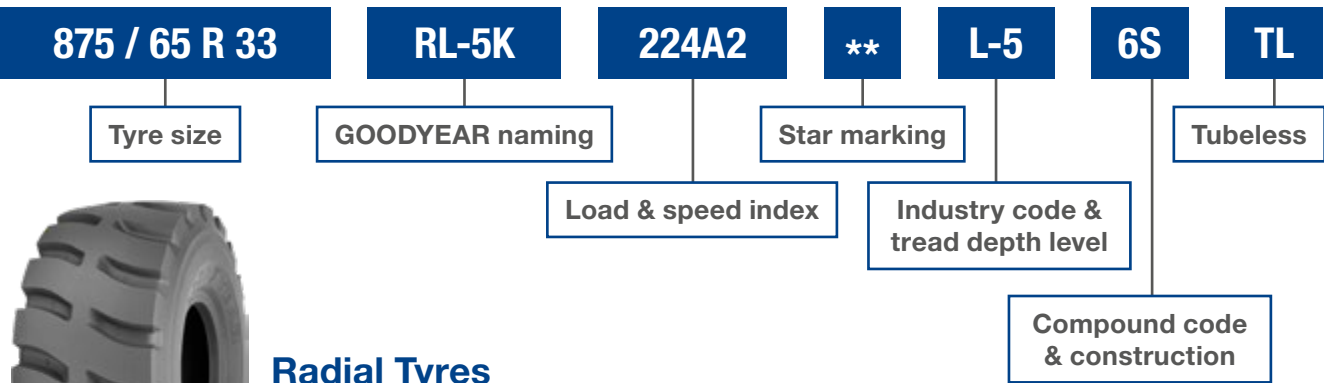 875 / 65 R 33 RL-5K 224A2 ** L-5 6S TL
Tyre size GOODYEAR naming Star marking Tubeless
Load & speed index Industry code &
tread depth level
Compound code
& construction
Radial Tyres